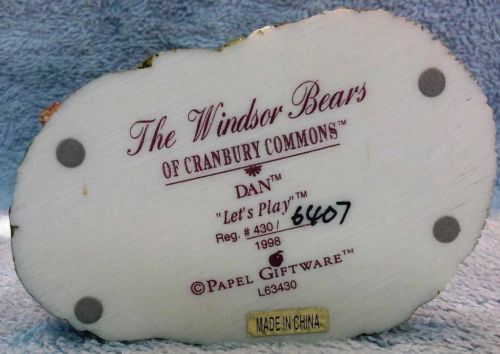 The Windsor Bears
OF CRANBURY COMMONS™
DAN™
"Let's Play"™
Reg. # 430 / 6407
1998
©PAPEL GIFTWARE™
L63430
MADE IN CHINA